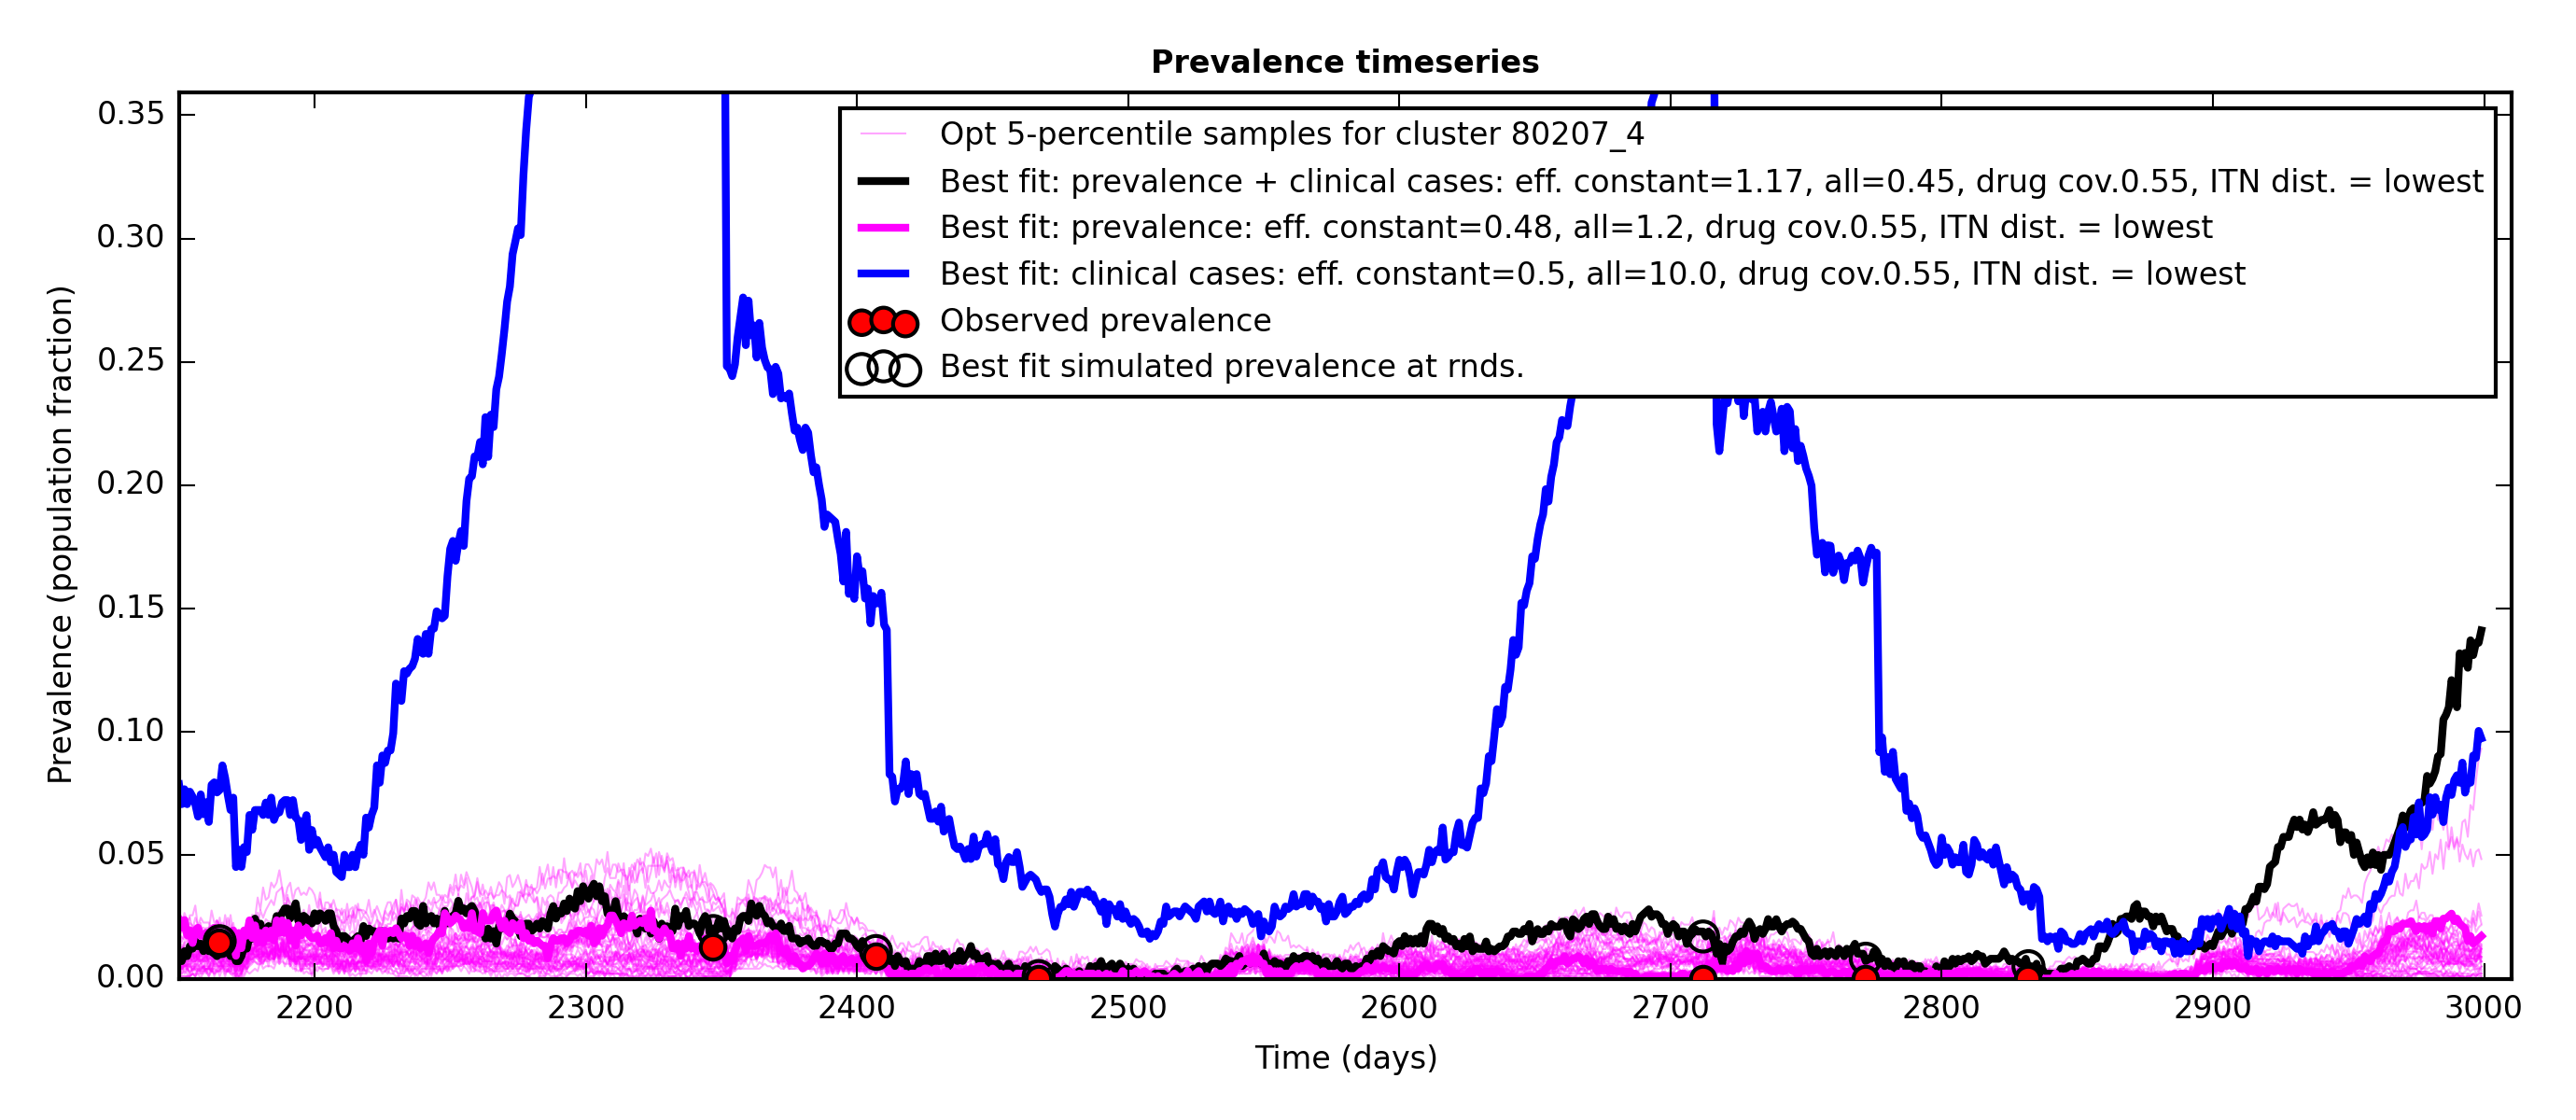 Prevalence timeseries
0.35
0.30
0.25
0.20
0.15
0.10
0.05
0.00
Prevalence (population fraction)
Opt 5-percentile samples for cluster 80207_4
Best fit: prevalence + clinical cases: eff. constant=1.17, all=0.45, drug cov.0.55, ITN dist. = lowest
Best fit: prevalence: eff. constant=0.48, all=1.2, drug cov.0.55, ITN dist. = lowest
Best fit: clinical cases: eff. constant=0.5, all=10.0, drug cov.0.55, ITN dist. = lowest
Observed prevalence
Best fit simulated prevalence at rnds.
2200 2300 2400 2500 2600 2700 2800 2900 3000
Time (days)